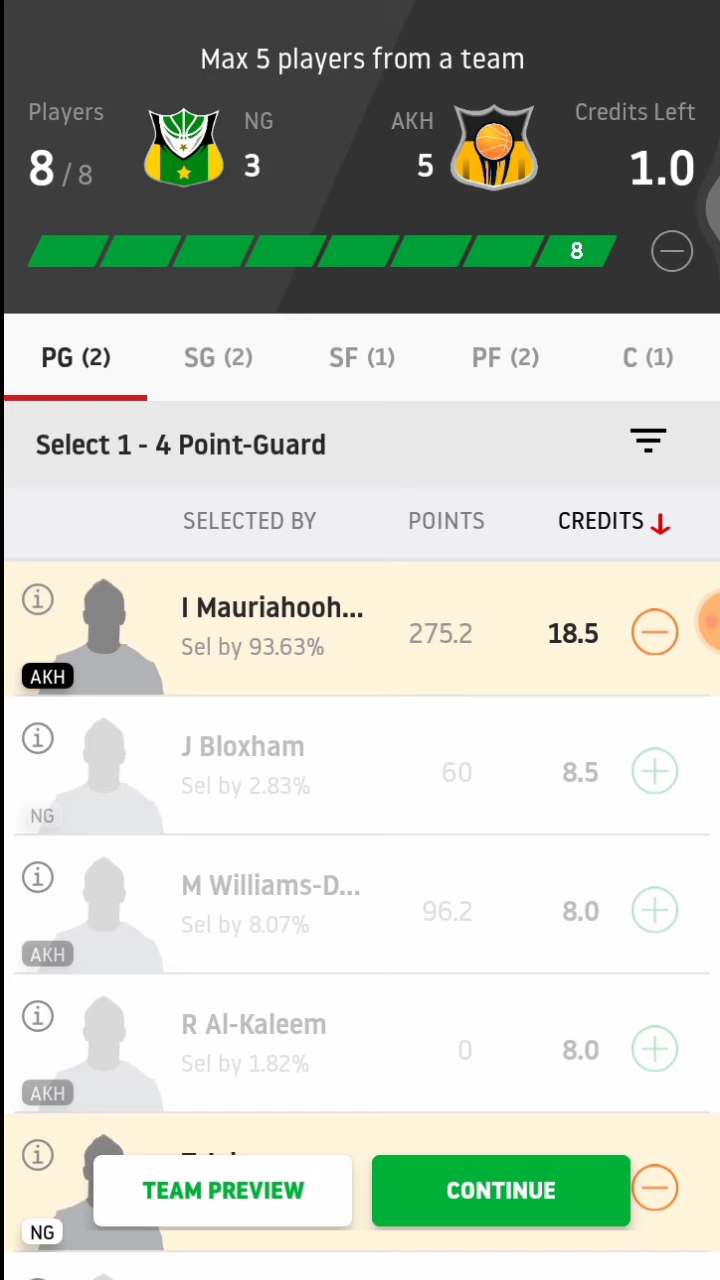 Max 5 players from a team
Players NG AKH Credits Left
8 / 8 3 5 1.0
8
PG (2) SG (2) SF (1) PF (2) C (1)
Select 1 - 4 Point-Guard
SELECTED BY POINTS CREDITS
I Mauriahooh...
Sel by 93.63% 275.2 18.5
AKH
J Bloxham
Sel by 2.83% 60 8.5
NG
M Williams-D...
Sel by 8.07% 96.2 8.0
AKH
R Al-Kaleem
Sel by 1.82% 0 8.0
AKH
TEAM PREVIEW CONTINUE
NG